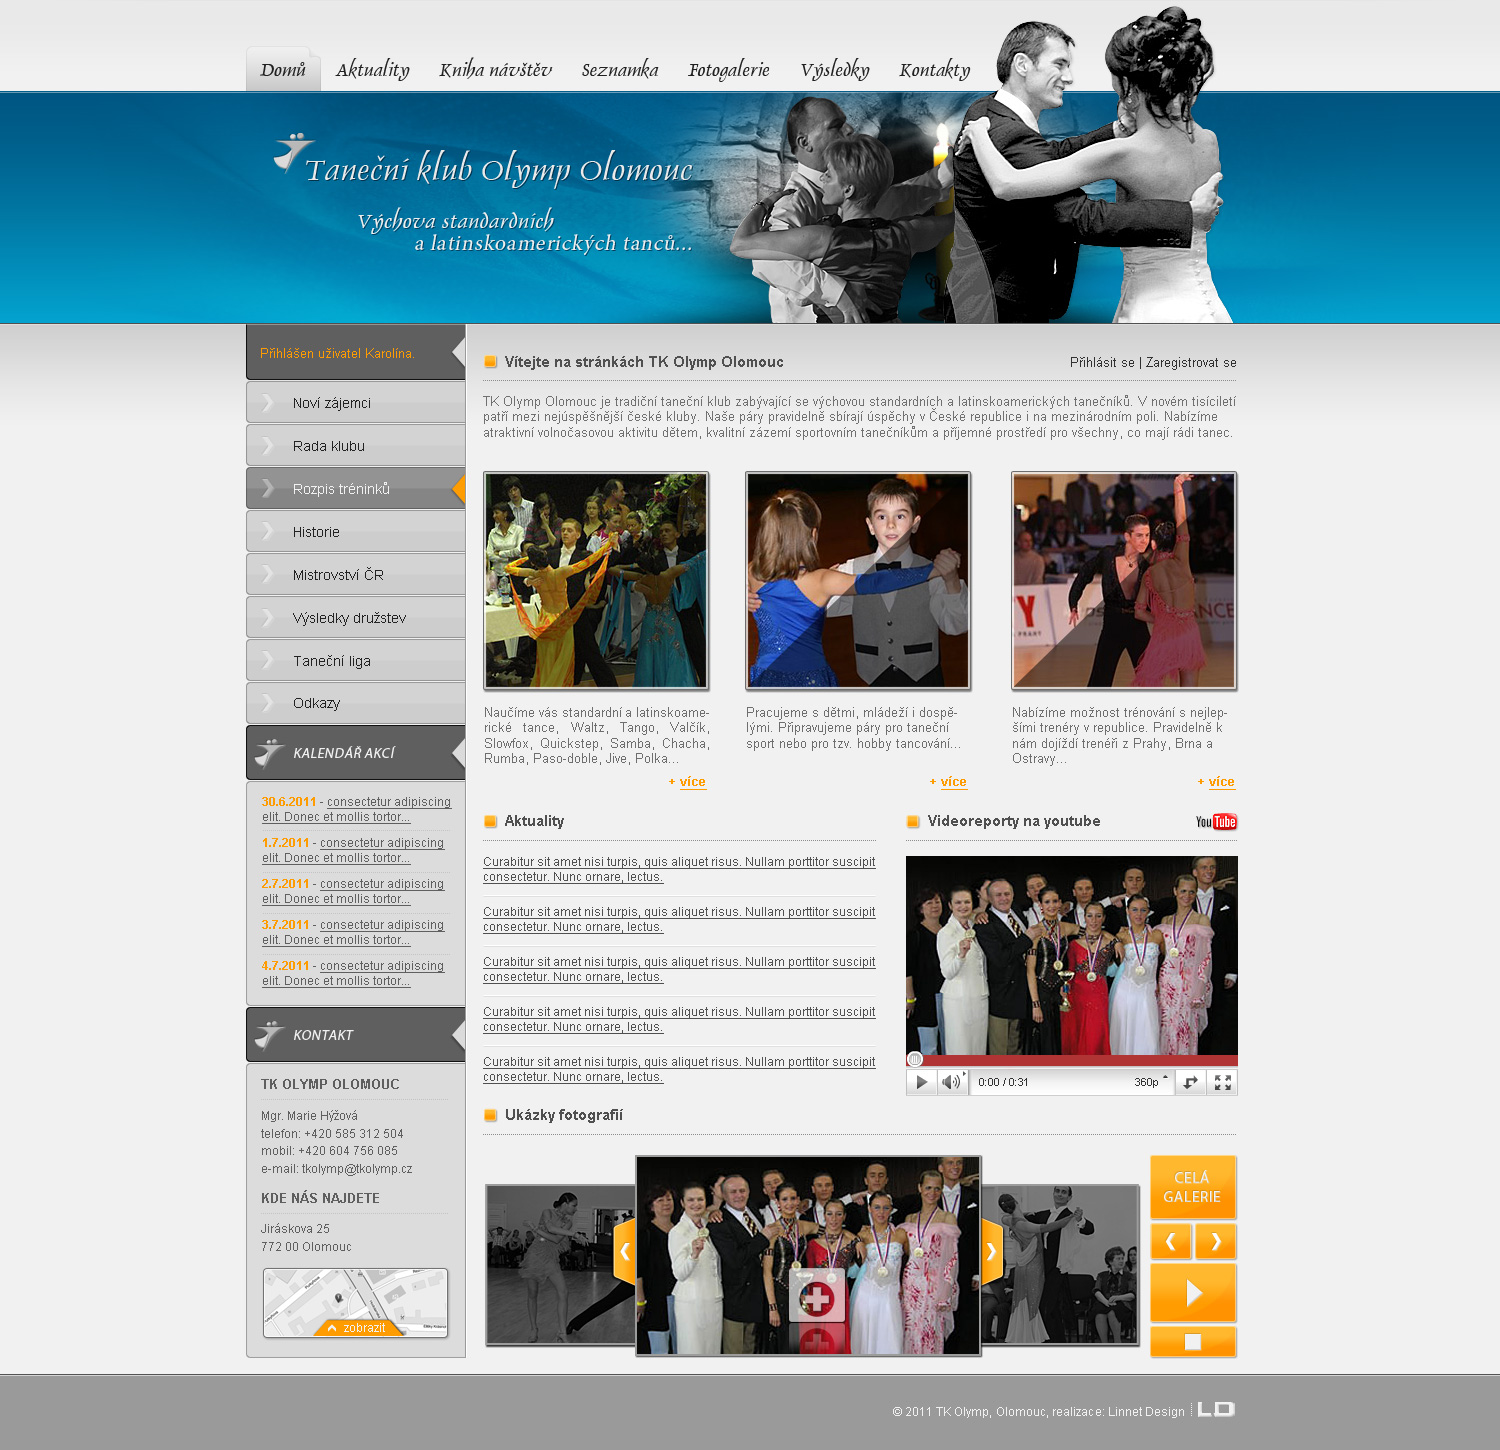 Domů
Aktuality
Kniha návštěv
Seznamka
Fotogalerie
Výsledky
Kontakty
Taneční klub Olymp Olomouc
Výchova standardních
a latinskoamerických tanců...
Přihlášen uživatel Karolína.
Noví zájemci
Rada klubu
Rozpis tréninků
Historie
Mistrovství ČR
Výsledky družstev
Taneční liga
Odkazy
KALENDÁŘ AKCÍ
30.6.2011 - consectetur adipiscing
elit. Donec et mollis tortor...
1.7.2011 - consectetur adipiscing
elit. Donec et mollis tortor...
2.7.2011 - consectetur adipiscing
elit. Donec et mollis tortor...
3.7.2011 - consectetur adipiscing
elit. Donec et mollis tortor...
4.7.2011 - consectetur adipiscing
elit. Donec et mollis tortor...
KONTAKT
TK OLYMP OLOMOUC
Mgr. Marie Hýžová
telefon: +420 585 312 504
mobil: +420 604 756 085
e-mail: tkolymp@tkolymp.cz
KDE NÁS NAJDETE
Jiráskova 25
772 00 Olomouc
zobrazit
Vítejte na stránkách TK Olymp Olomouc
Přihlásit se | Zaregistrovat se
TK Olymp Olomouc je tradiční taneční klub zabývající se výchovou standardních a latinskoamerických tanečníků. V novém tisíciletí
patří mezi nejúspěšnější české kluby. Naše páry pravidelně sbírají úspěchy v České republice i na mezinárodním poli. Nabízíme
atraktivní volnočasovou aktivitu dětem, kvalitní zázemí sportovním tanečníkům a příjemné prostředí pro všechny, co mají rádi tanec.
Naučíme vás standardní a latinskoame-
rické tance, Waltz, Tango, Valčík,
Slowfox, Quickstep, Samba, Chacha,
Rumba, Paso-doble, Jive, Polka...
+ více
Pracujeme s dětmi, mládeží i dospě-
lými. Připravujeme páry pro taneční
sport nebo pro tzv. hobby tancování...
+ více
Nabízíme možnost trénování s nejlep-
šími trenéry v republice. Pravidelně k
nám dojíždí trenéři z Prahy, Brna a
Ostravy...
+ více
Aktuality
Curabitur sit amet nisi turpis, quis aliquet risus. Nullam porttitor suscipit
consectetur. Nunc ornare, lectus.
Curabitur sit amet nisi turpis, quis aliquet risus. Nullam porttitor suscipit
consectetur. Nunc ornare, lectus.
Curabitur sit amet nisi turpis, quis aliquet risus. Nullam porttitor suscipit
consectetur. Nunc ornare, lectus.
Curabitur sit amet nisi turpis, quis aliquet risus. Nullam porttitor suscipit
consectetur. Nunc ornare, lectus.
Curabitur sit amet nisi turpis, quis aliquet risus. Nullam porttitor suscipit
consectetur. Nunc ornare, lectus.
Videoreporty na youtube
YouTube
0:00 / 0:31
360p
Ukázky fotografií
CELÁ
GALERIE
© 2011 TK Olymp, Olomouc, realizace: Linnet Design
LD